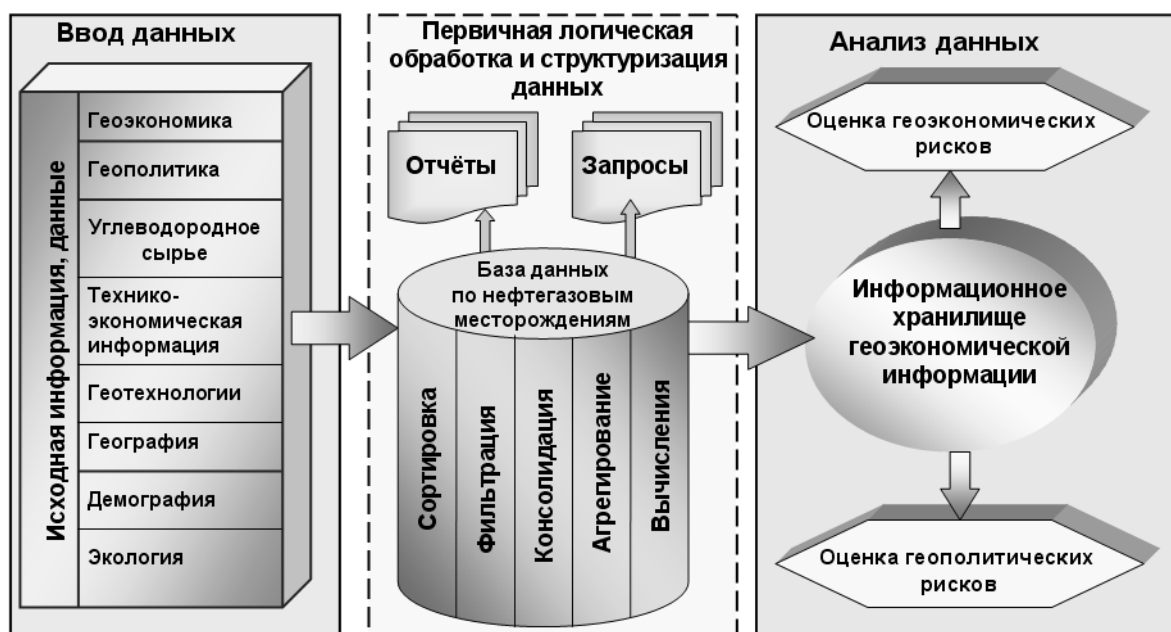 Ввод данных
Исходная информация, данные
Геоэкономика
Геополитика
Углеводородное
сырье
Технико-
экономическая
информация
Геотехнологии
География
Демография
Экология
Первичная логическая
обработка и структуризация
данных
Отчёты
Запросы
База данных
по нефтегазовым
месторождениям
Сортировка
Фильтрация
Консолидация
Агрегирование
Вычисления
Анализ данных
Оценка геоэкономических
рисков
Информационное
хранилище
геоэкономической
информации
Оценка геополитических
рисков